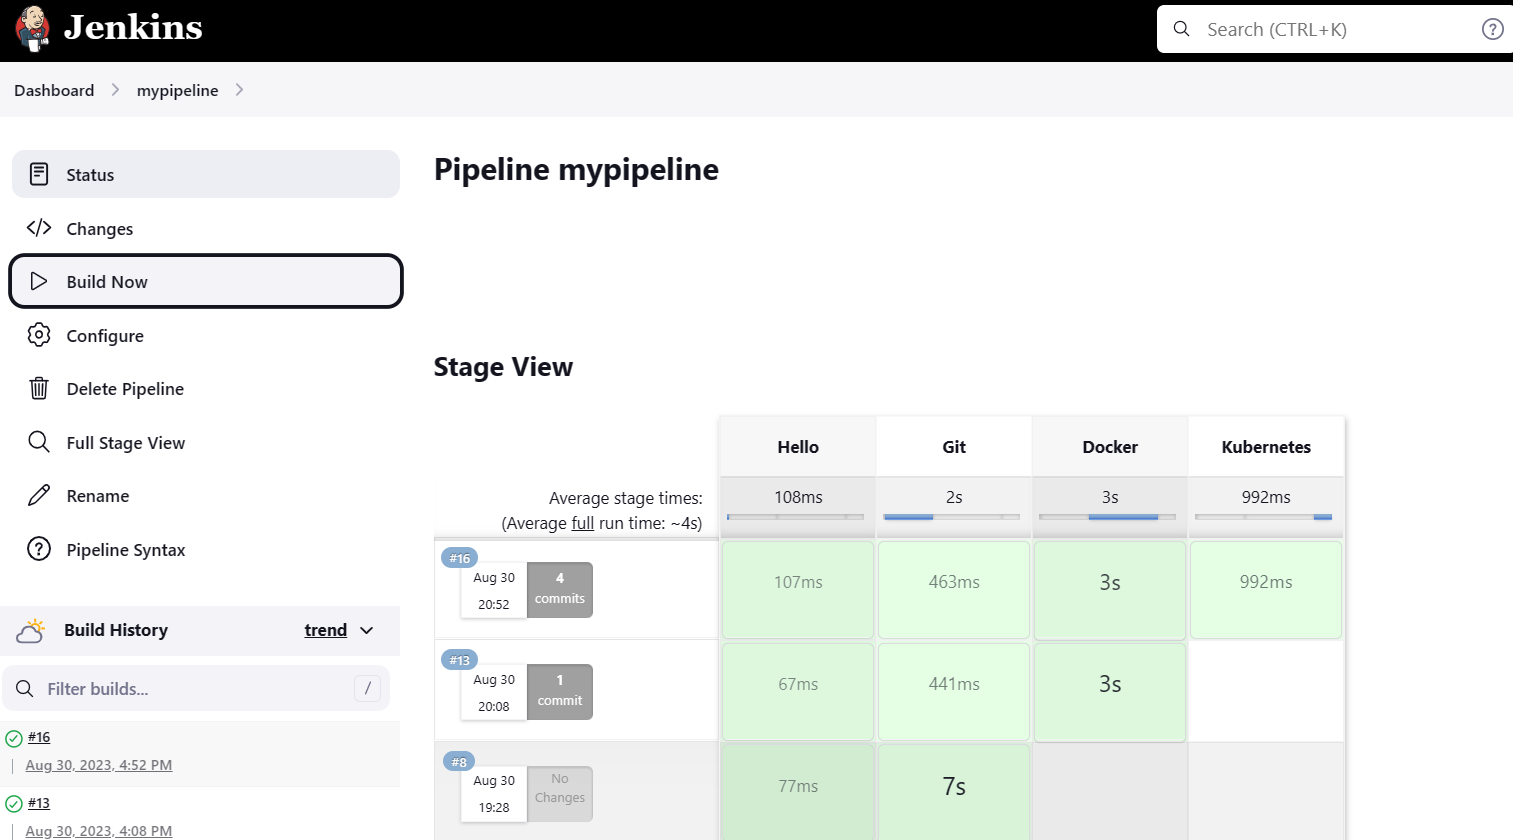 Jenkins
Search (CTRL+K)
Dashboard
mypipeline
Status
Changes
Build Now
Configure
Delete Pipeline
Full Stage View
Rename
Pipeline Syntax
Build History
trend
Filter builds...
/
#16
Aug 30, 2023, 4:52 PM
#13
Aug 30, 2023, 4:08 PM
Pipeline mypipeline
Stage View
Hello Git Docker Kubernetes
Average stage times:
(Average full run time: ~4s)
108ms 2s 3s 992ms
#16
Aug 30
20:52
4
commits
107ms 463ms 3s 992ms
#13
Aug 30
20:08
1
commit
67ms 441ms 3s
#8
Aug 30
19:28
No
Changes
77ms 7s